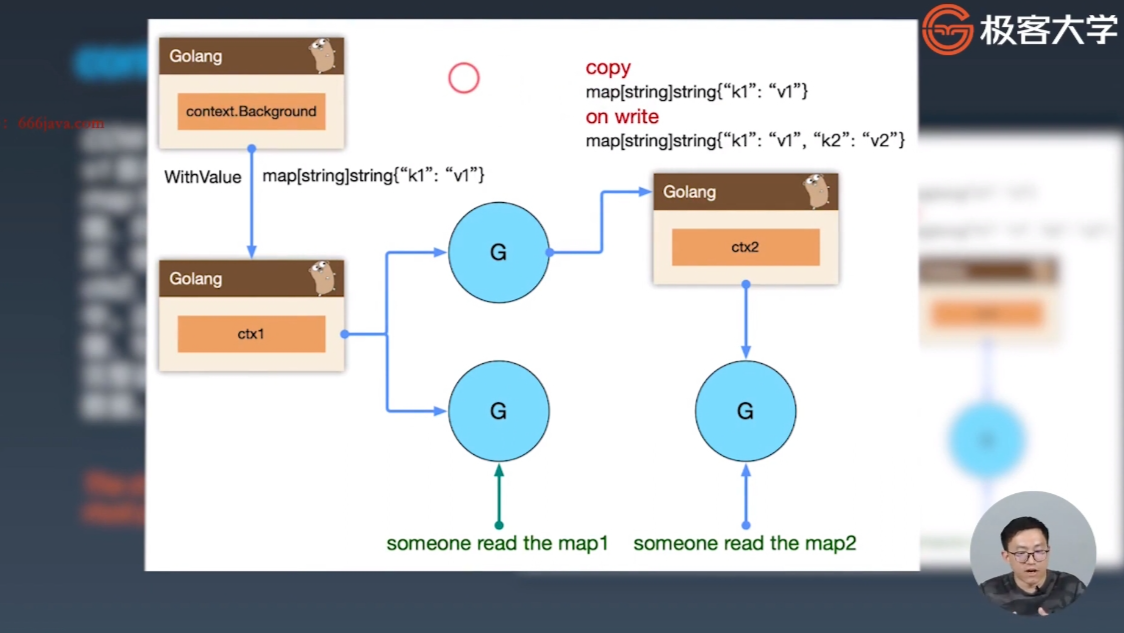 极客大学
Golang
context.Background
copy
map[string]string{“k1”: “v1”}
on write
map[string]string{“k1”: “v1”, “k2”: “v2”}
: 666java.com
WithValue
map[string]string{“k1”: “v1”}
Golang
ctx2
G
Golang
ctx1
G
G
someone read the map1
someone read the map2